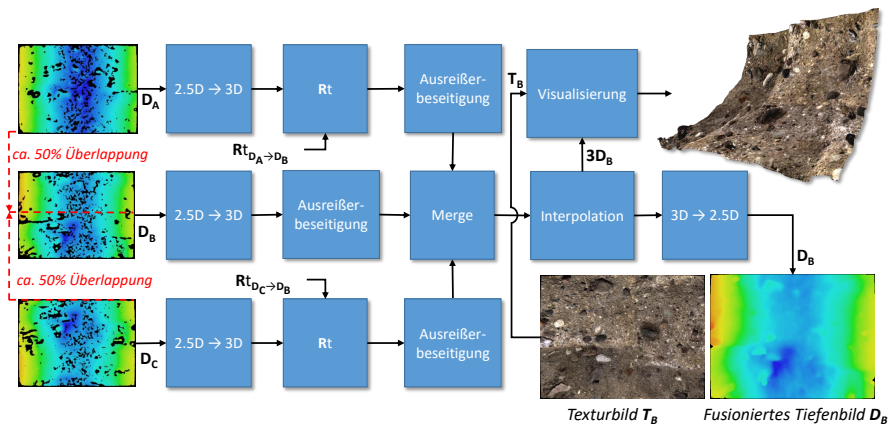 D_A
2.5D → 3D
Rt
Ausreißer-
beseitigung
T_B
Visualisierung
ca. 50% Überlappung
Rt_{D_A→D_B}
3D_B
D_B
2.5D → 3D
Ausreißer-
beseitigung
Merge
Interpolation
3D → 2.5D
D_B
ca. 50% Überlappung
Rt_{D_C→D_B}
D_C
2.5D → 3D
Rt
Ausreißer-
beseitigung
Texturbild T_B
Fusioniertes Tiefenbild D_B